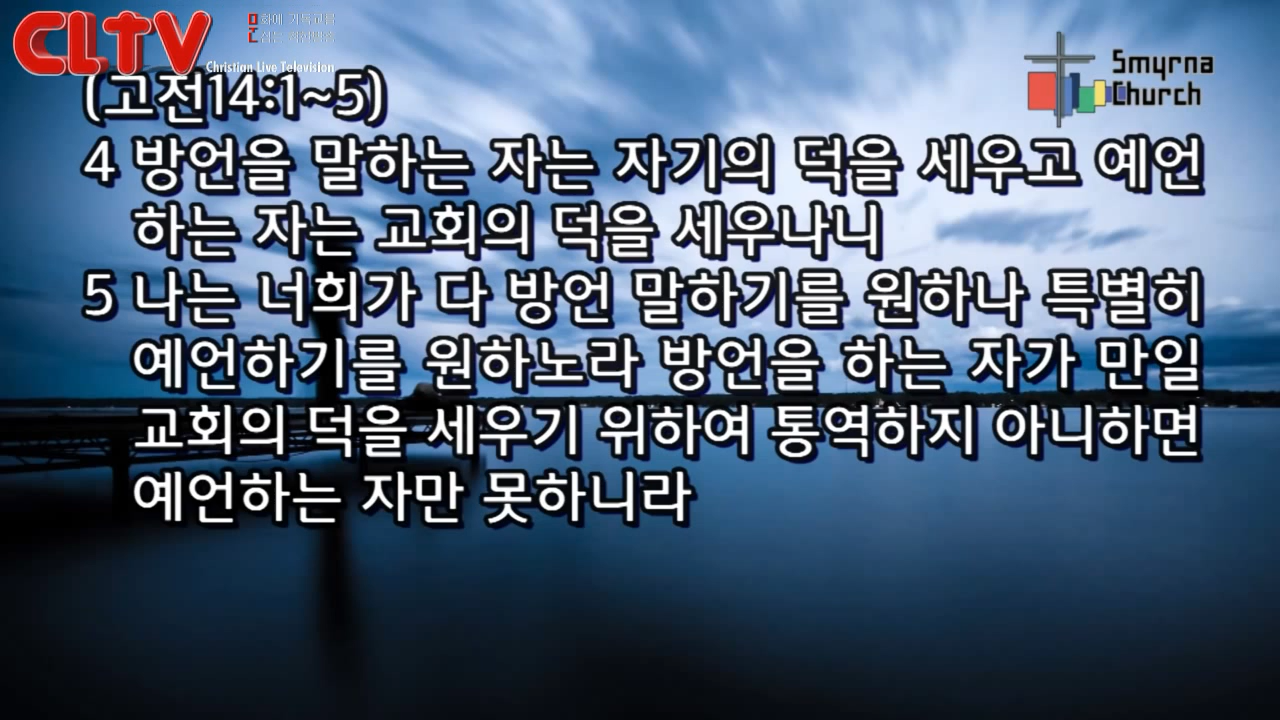 CLTV
Christian Live Television
Smyrna
Church
(고전14:1~5)
4 방언을 말하는 자는 자기의 덕을 세우고 예언
하는 자는 교회의 덕을 세우나니
5 나는 너희가 다 방언 말하기를 원하나 특별히
예언하기를 원하노라 방언을 하는 자가 만일
교회의 덕을 세우기 위하여 통역하지 아니하면
예언하는 자만 못하니라